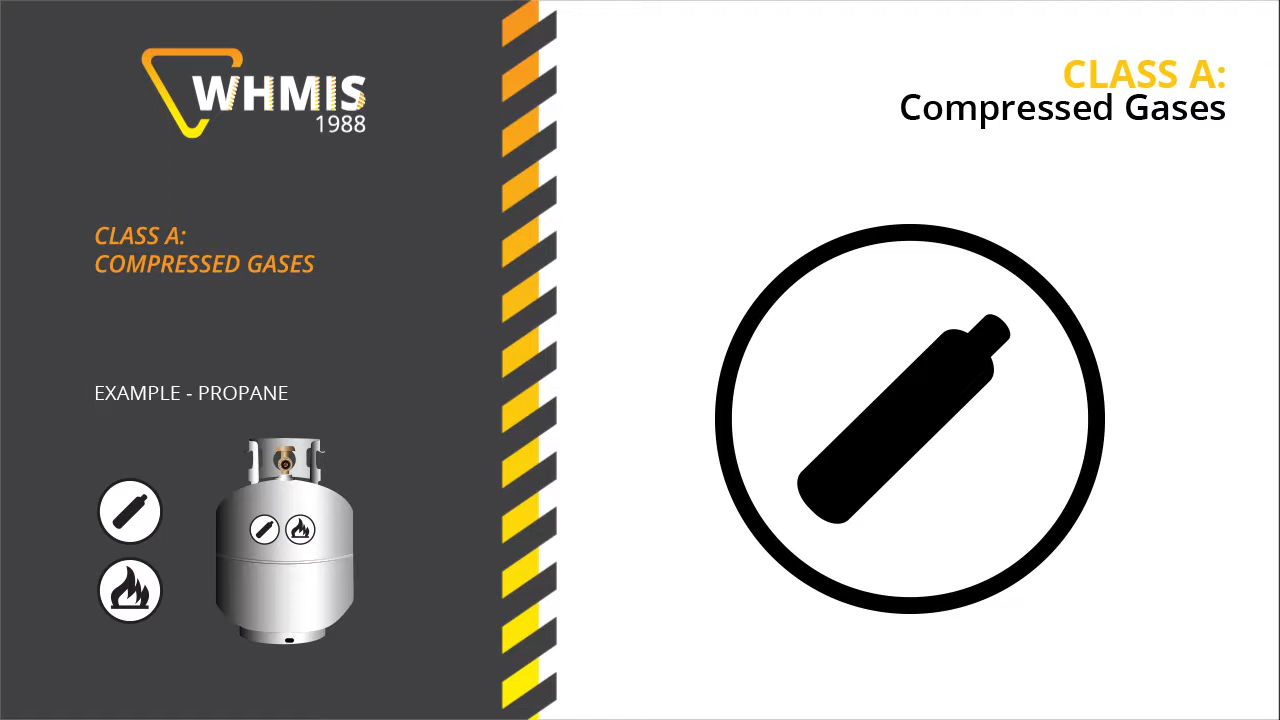 WHMIS
1988
CLASS A:
COMPRESSED GASES
EXAMPLE - PROPANE
CLASS A:
Compressed Gases